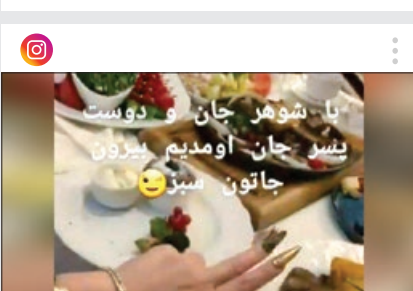 با شوهر جان و دوست
پسر جان اومدیم بیرون
جاتون سبز😉